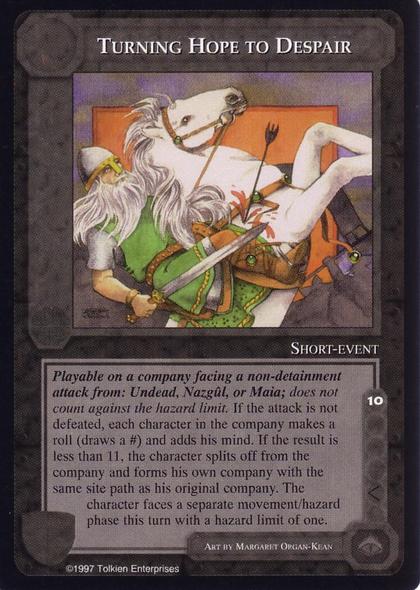 TURNING HOPE TO DESPAIR
SHORT-EVENT
Playable on a company facing a non-detainment
attack from: Undead, Nazgûl, or Maia; does
not count against the hazard limit. If the attack is
not defeated, each character in the company makes
a roll (draws a #) and adds his mind. If the result is
less than 11, the character splits off from the
company and forms his own company with the
same site path as his original company. The
character faces a separate movement/hazard
phase this turn with a hazard limit of one.
10
ART BY MARGARET ORGAN-KEAN
©1997 Tolkien Enterprises